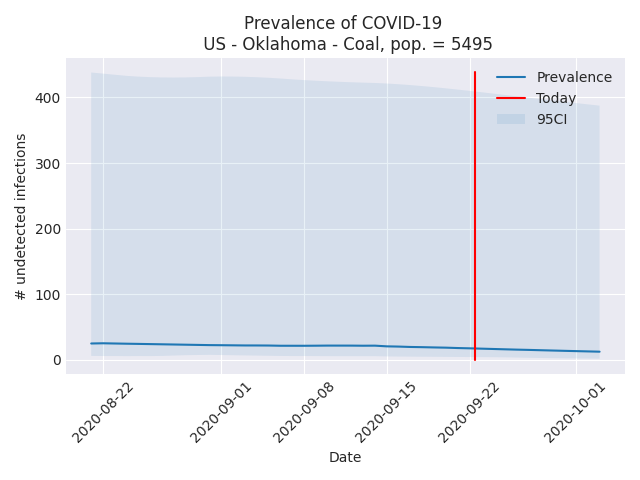 Prevalence of COVID-19
US - Oklahoma - Coal, pop. = 5495
Prevalence
Today
95CI
# undetected infections
400
300
200
100
0
2020-08-22
2020-09-01
2020-09-08
2020-09-15
2020-09-22
2020-10-01
Date